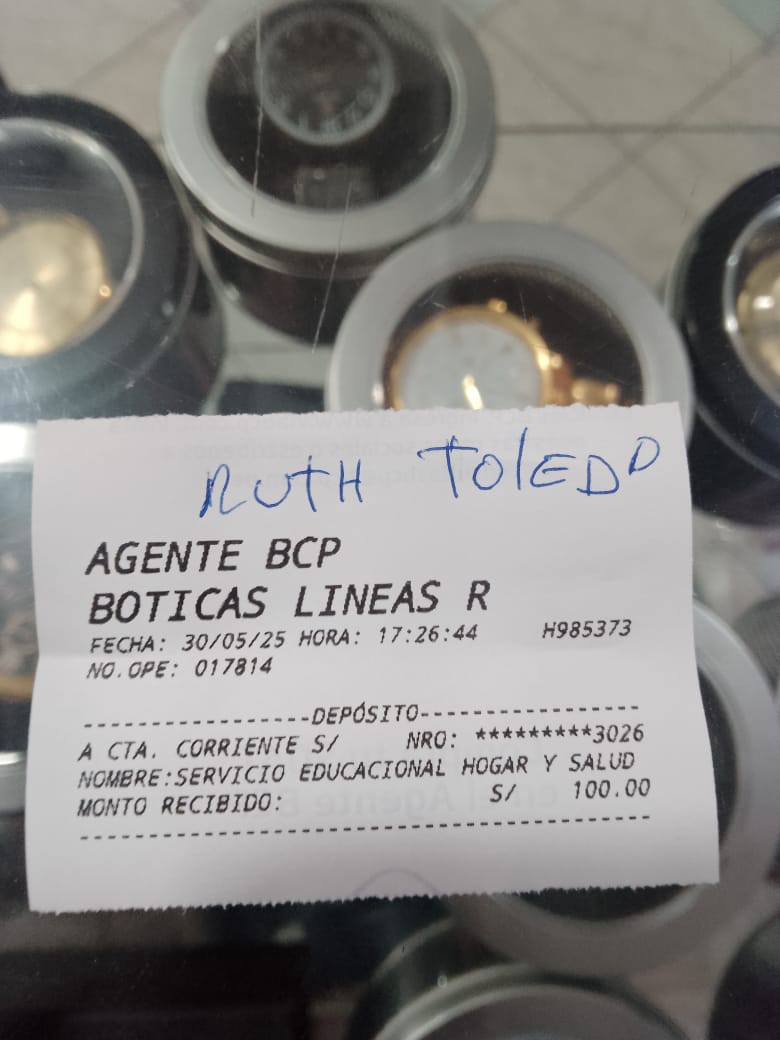 RUTH TOLEDO
AGENTE BCP
BOTICAS LINEAS R
FECHA: 30/05/25 HORA: 17:26:44 H985373
NO.OPE: 017814
-----------------DEPÓSITO-----------------
A CTA. CORRIENTE S/ NRO: *********3026
NOMBRE:SERVICIO EDUCACIONAL HOGAR Y SALUD
MONTO RECIBIDO: S/ 100.00
------------------------------------------